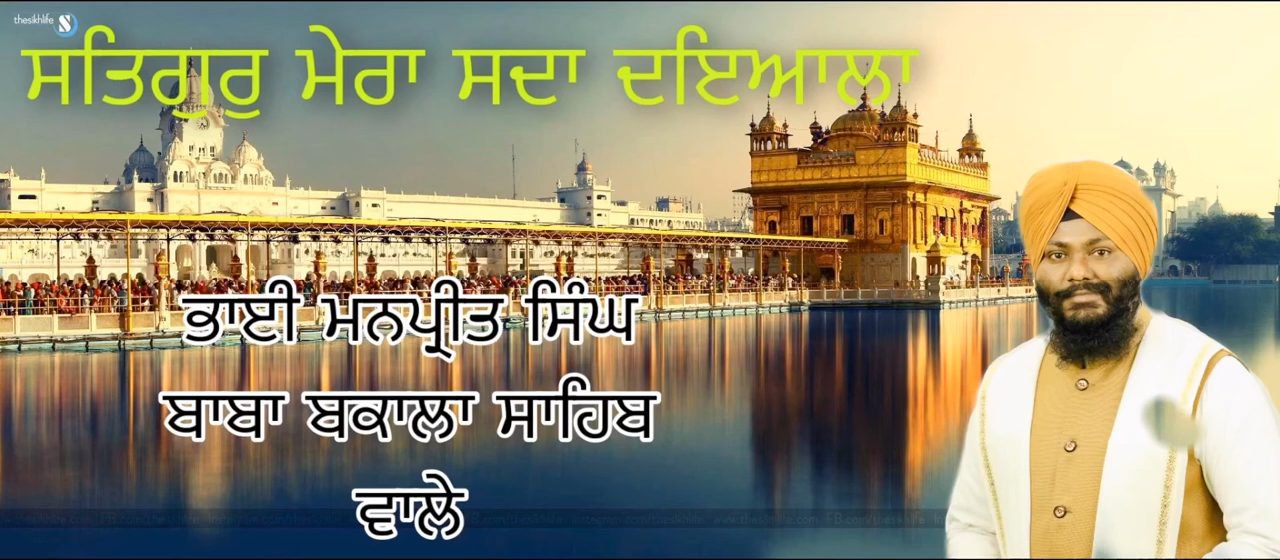 thesikhlife
ਸਤਿਗੁਰੁ ਮੇਰਾ ਸਦਾ ਦਇਆਲਾ
ਭਾਈ ਮਨਪ੍ਰੀਤ ਸਿੰਘ
ਬਾਬਾ ਬਕਾਲਾ ਸਾਹਿਬ
ਵਾਲੇ